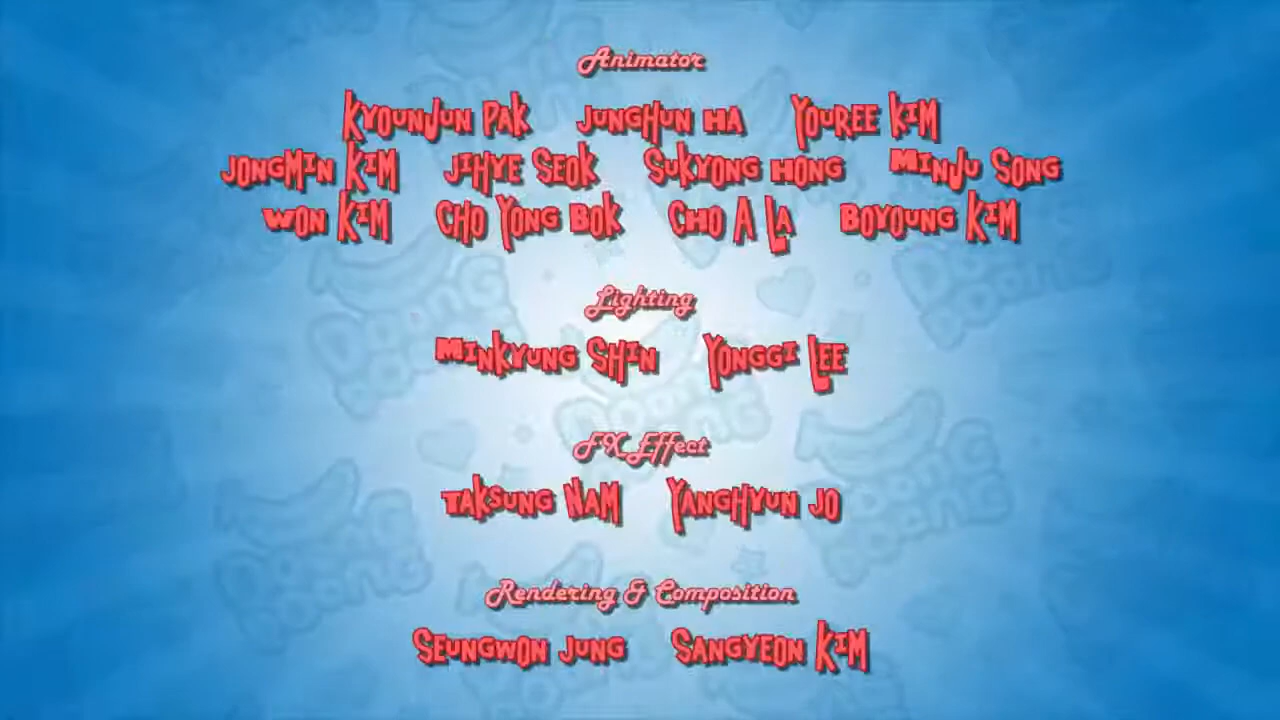 Animator
KyounJun Pak JungHun Ha Youree Kim
JongMin Kim JiHye Seok Sukyong Hong Minju Song
Won Kim Cho Yong Bok Cho A La Boyoung Kim
Lighting
Minkyung Shin Yonggi Lee
FX Effect
Taksung Nam YangHyun Jo
Rendering & Composition
Seungwon Jung Sangyeon Kim